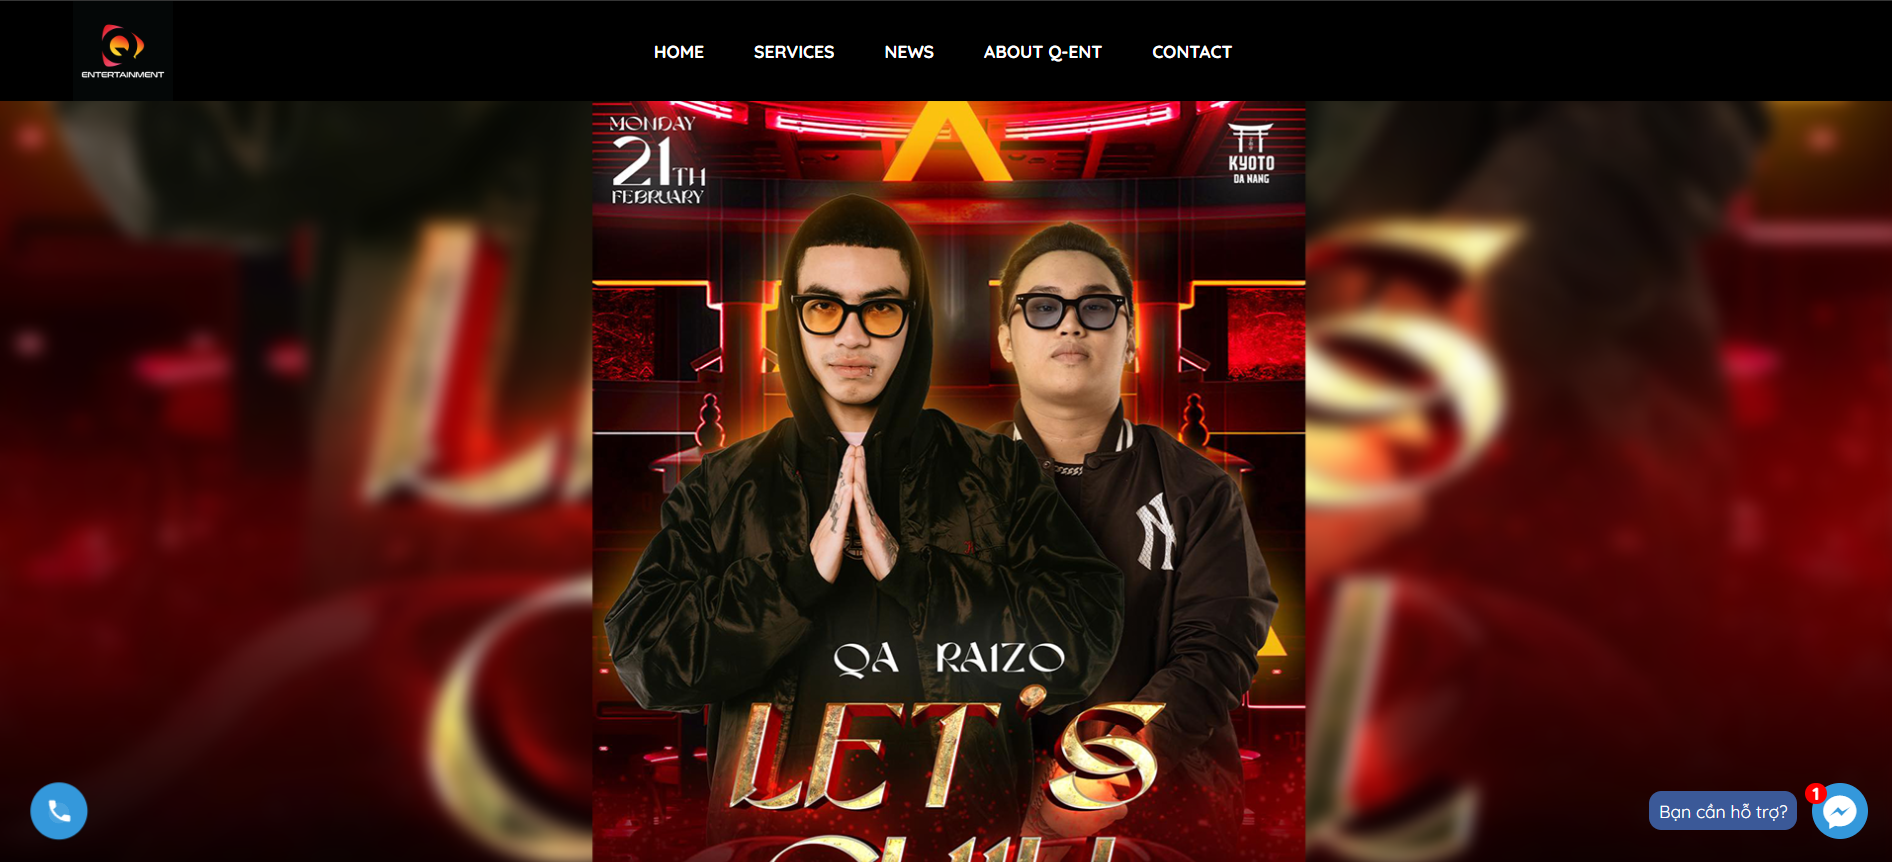 ENTERTAINMENT
HOME SERVICES NEWS ABOUT Q-ENT CONTACT
MONDAY
21TH
FEBRUARY
KYOTO
DA NANG
NY
QA RAIZO
LET'S
Bạn cần hỗ trợ?
1